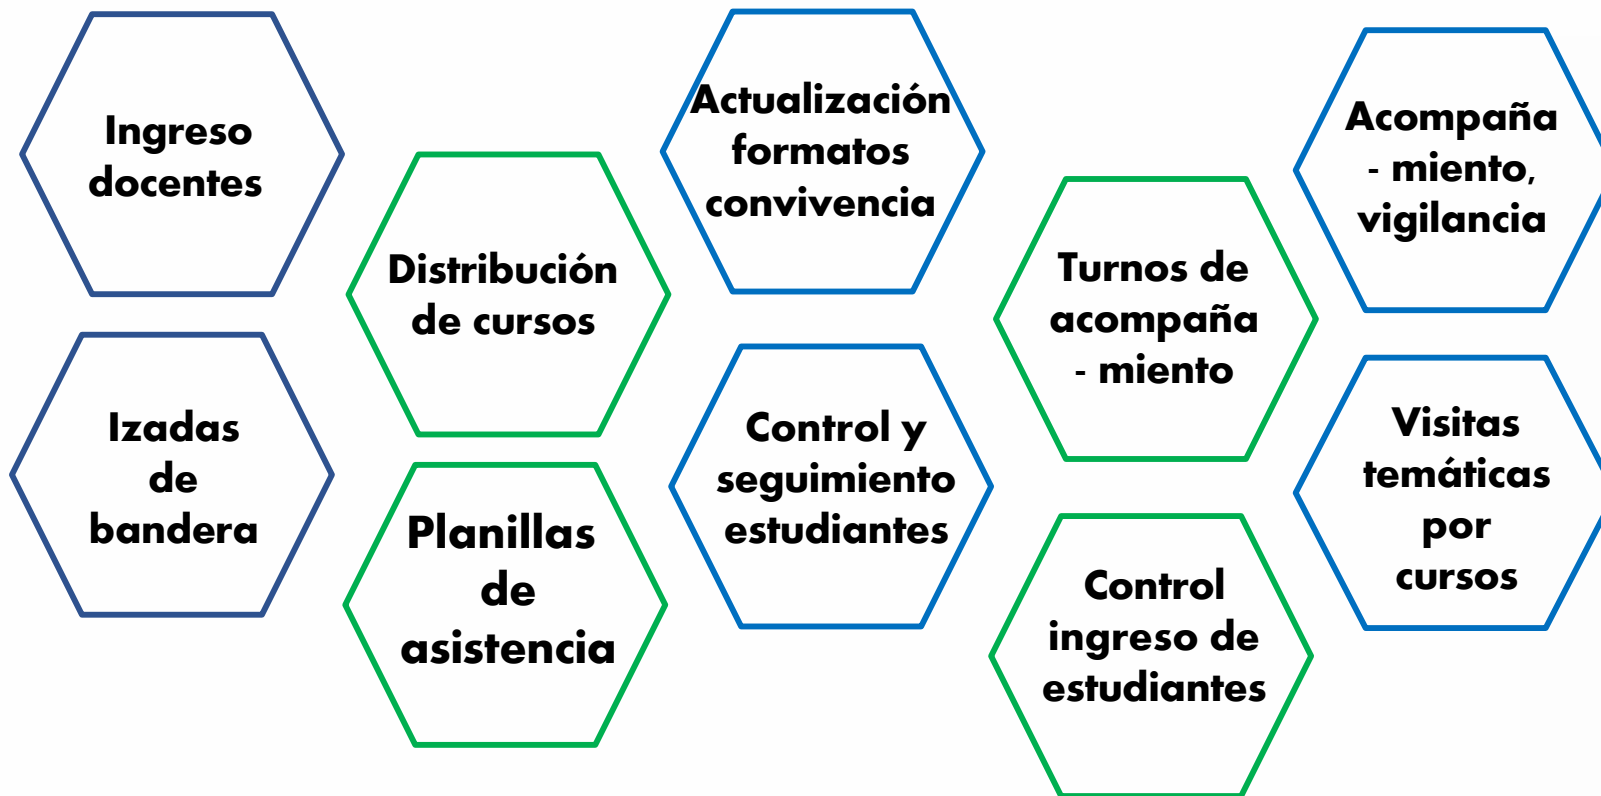 Ingreso
docentes
Izadas
de
bandera
Distribución
de cursos
Planillas
de
asistencia
Actualización
formatos
convivencia
Control y
seguimiento
estudiantes
Turnos de
acompaña
- miento
Control
ingreso de
estudiantes
Acompaña
- miento,
vigilancia
Visitas
temáticas
por
cursos